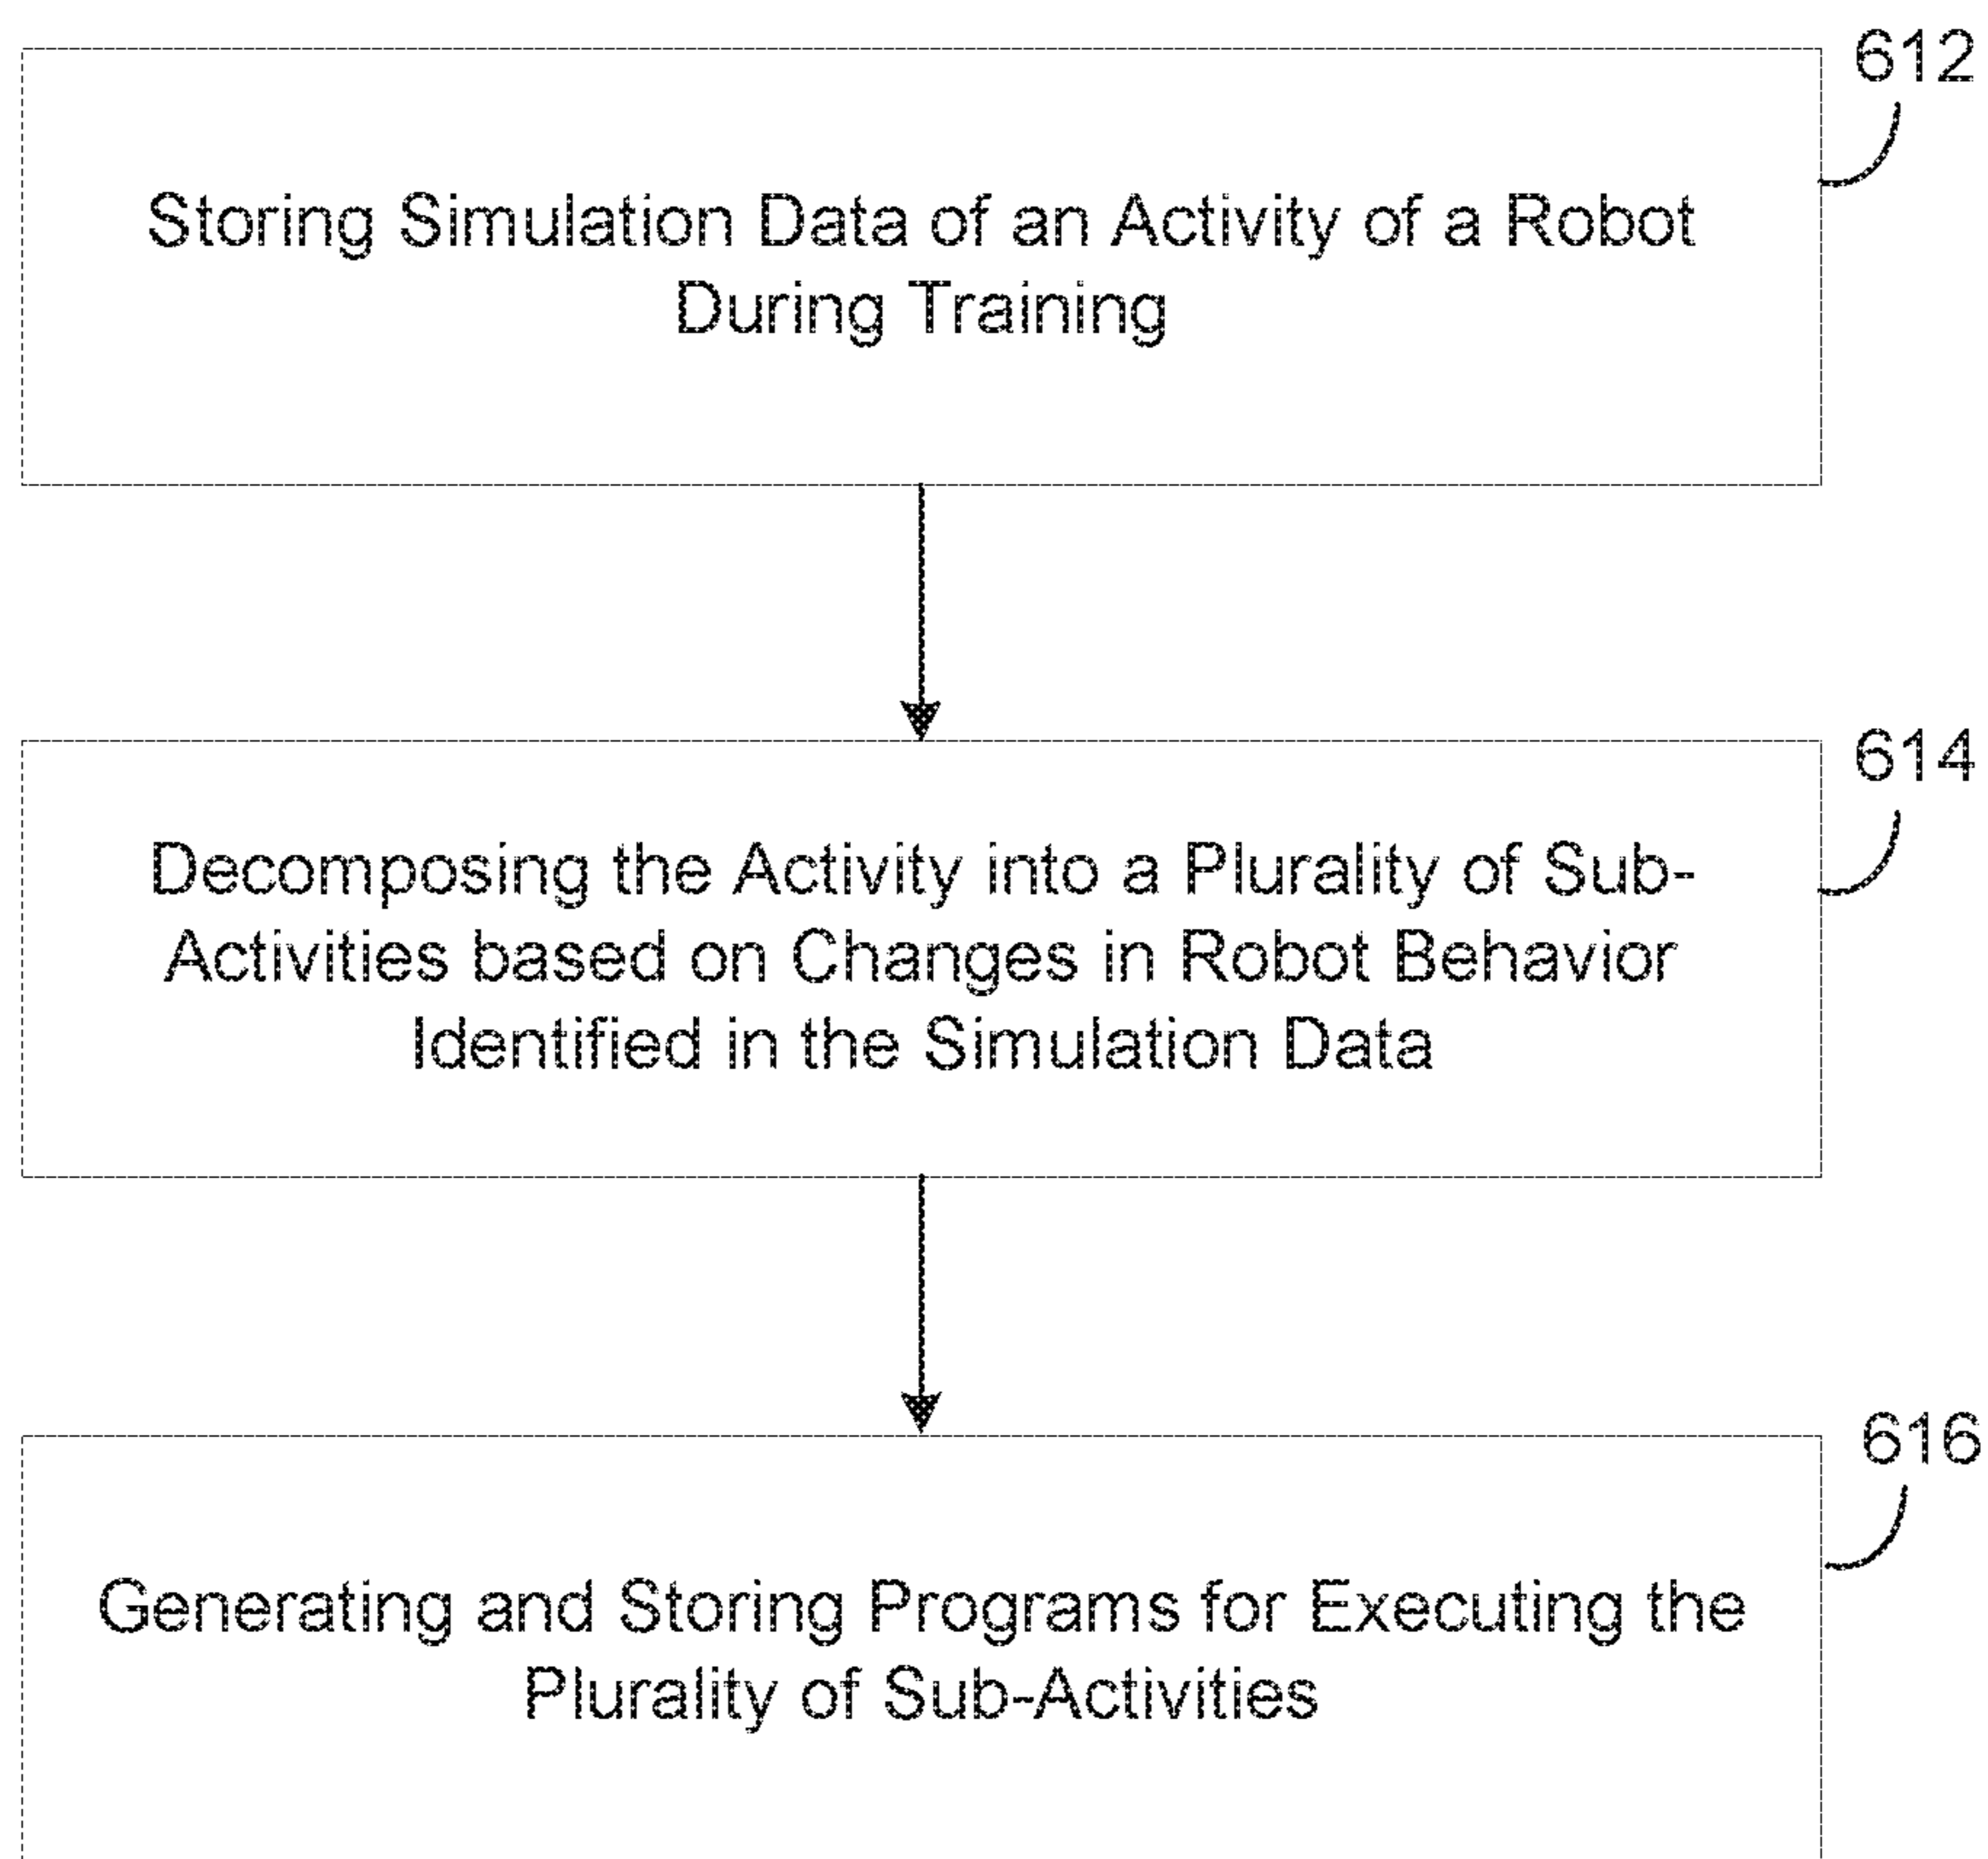 612
Storing Simulation Data of an Activity of a Robot
During Training
614
Decomposing the Activity into a Plurality of Sub-
Activities based on Changes in Robot Behavior
Identified in the Simulation Data
616
Generating and Storing Programs for Executing the
Plurality of Sub-Activities